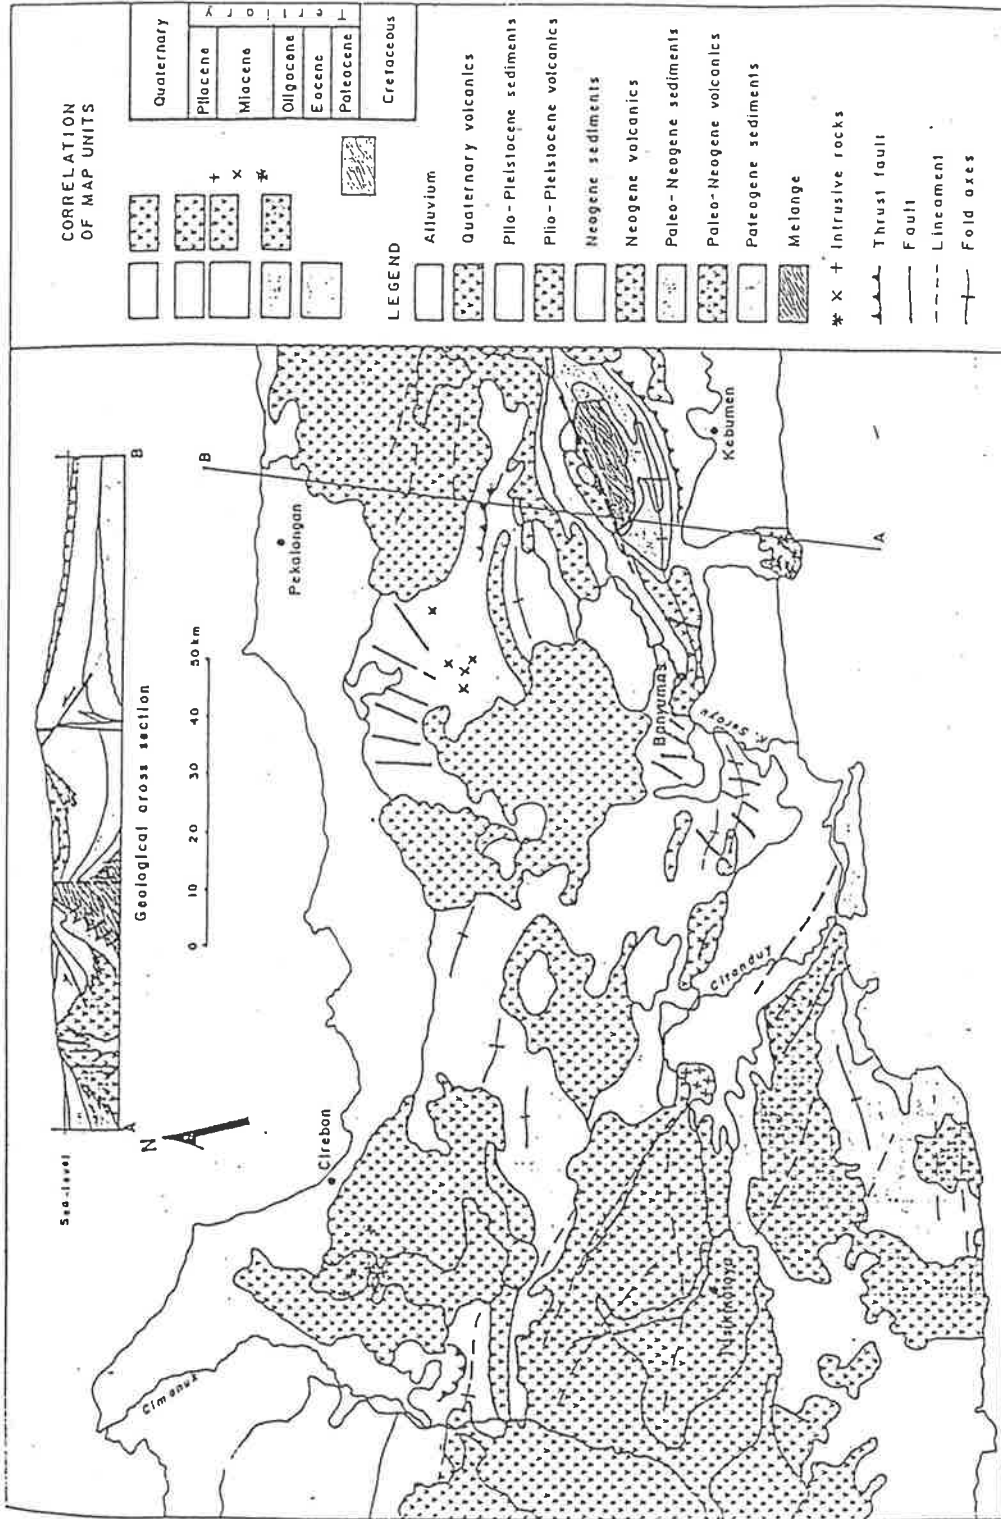 CORRELATION
OF MAP UNITS
Quaternary
Pliocene
Miocene
Oligocene
Eocene
Paleocene
Tertiary
Cretaceous
LEGEND
Alluvium
Quaternary volcanics
Plio-Pleistocene sediments
Plio-Pleistocene volcanics
Neogene sediments
Neogene volcanics
Paleo-Neogene sediments
Paleo-Neogene volcanics
Paleogene sediments
Melange
Intrusive rocks
Thrust fault
Fault
Lineament
Fold axes
Sea-level
A
B
Geological cross section
0 10 20 30 40 50 km
N
B
A
Cirebon
Pekalongan
Cimanuk
Banyumas
K. Serayu
Kebumen
Citanduy
Tasikmalaya